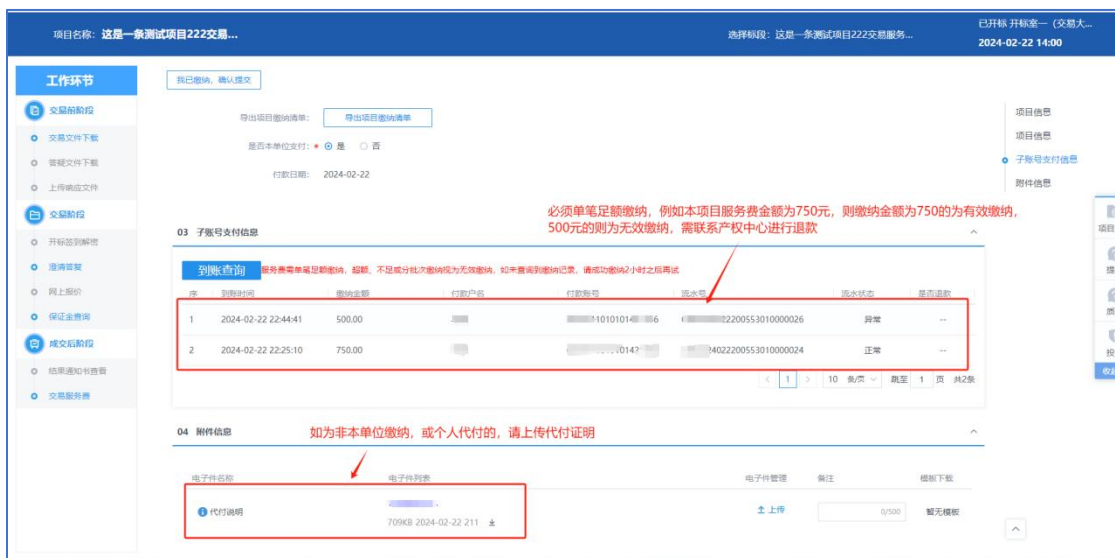 项目名称：这是一条测试项目222交易...
选择标段：这是一条测试项目222交易服务...
已开标 开标室一（交易大...
2024-02-22 14:00
工作环节
交易前阶段
交易文件下载
答疑文件下载
上传响应文件
交易阶段
开标签到解密
澄清答复
网上报价
保证金查询
成交后阶段
结果通知书查看
交易服务费
我已缴纳，确认提交
导出项目缴纳清单：
导出项目缴纳清单
是否本单位支付：* 是 否
付款日期： 2024-02-22
必须单笔足额缴纳，例如本项目服务费金额为750元，则缴纳金额为750的为有效缴纳，
500元的则为无效缴纳，需联系产权中心进行退款
03 子账号支付信息
到账查询
服务费需单笔足额缴纳，超额、不足或分批次缴纳视为无效缴纳，如未查询到缴纳记录，请成功缴纳2小时之后再试
序 到账时间 缴纳金额 付款户名 付款账号 流水号 流水状态 是否退款
1 2024-02-22 22:44:41 500.00 2200553010000026 异常 --
2 2024-02-22 22:25:10 750.00 2402220055301000​0024 正常 --
1 10 条/页 跳至 1 页 共2条
04 附件信息
如为非本单位缴纳，或个人代付的，请上传代付证明
电子件名称 电子件列表 电子件管理 备注 模板下载
代付说明
709KB 2024-02-22 211
上传
0/500
暂无模板
项目信息
项目信息
子账号支付信息
附件信息